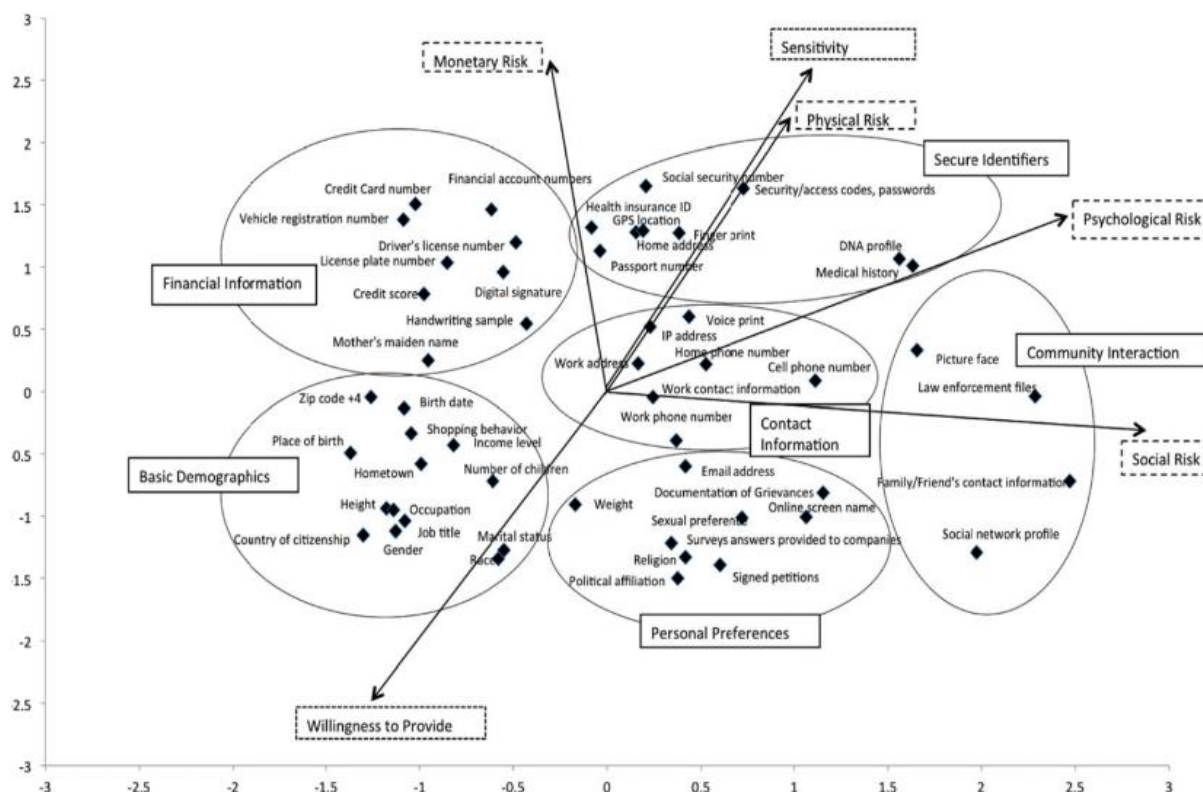 3
2.5
2
1.5
1
0.5
0
0.5
-1
-1.5
-2
-2.5
-3
-3
-2.5
-2
-1.5
-1
-0.5
0
0.5
1
1.5
2
2.5
3
Monetary Risk
Sensitivity
Physical Risk
Secure Identifiers
Psychological Risk
Financial account numbers
Credit Card number
Vehicle registration number
Driver's license number
License plate number
Financial Information
Credit score
Digital signature
Handwriting sample
Mother's maiden name
Social security number
Security/access codes, passwords
Health insurance ID
GPS location
Finger print
Home address
Passport number
DNA profile
Medical history
Voice print
IP address
Work address
Home phone number
Cell phone number
Work contact information
Work phone number
Contact
Information
Picture face
Community Interaction
Law enforcement files
Social Risk
Family/Friend's contact information
Social network profile
Zip code +4
Birth date
Shopping behavior
Place of birth
Income level
Basic Demographics
Hometown
Number of children
Height
Occupation
Job title
Country of citizenship
Gender
Marital status
Race
Email address
Weight
Documentation of Grievances
Online screen name
Sexual preference
Surveys answers provided to companies
Religion
Political affiliation
Signed petitions
Personal Preferences
Willingness to Provide